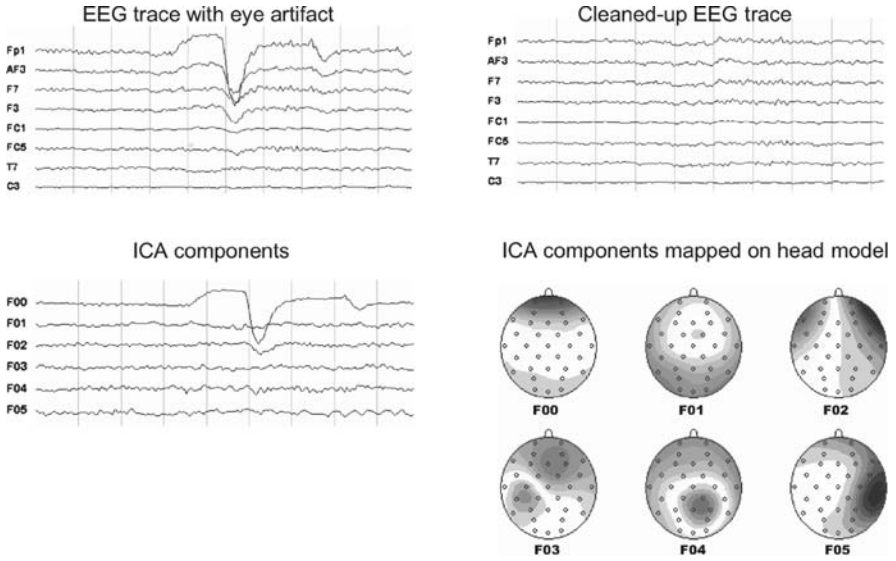 EEG trace with eye artifact
Fp1
AF3
F7
F3
FC1
FC5
T7
C3
Cleaned-up EEG trace
Fp1
AF3
F7
F3
FC1
FC5
T7
C3
ICA components
F00
F01
F02
F03
F04
F05
ICA components mapped on head model
F00 F01 F02
F03 F04 F05